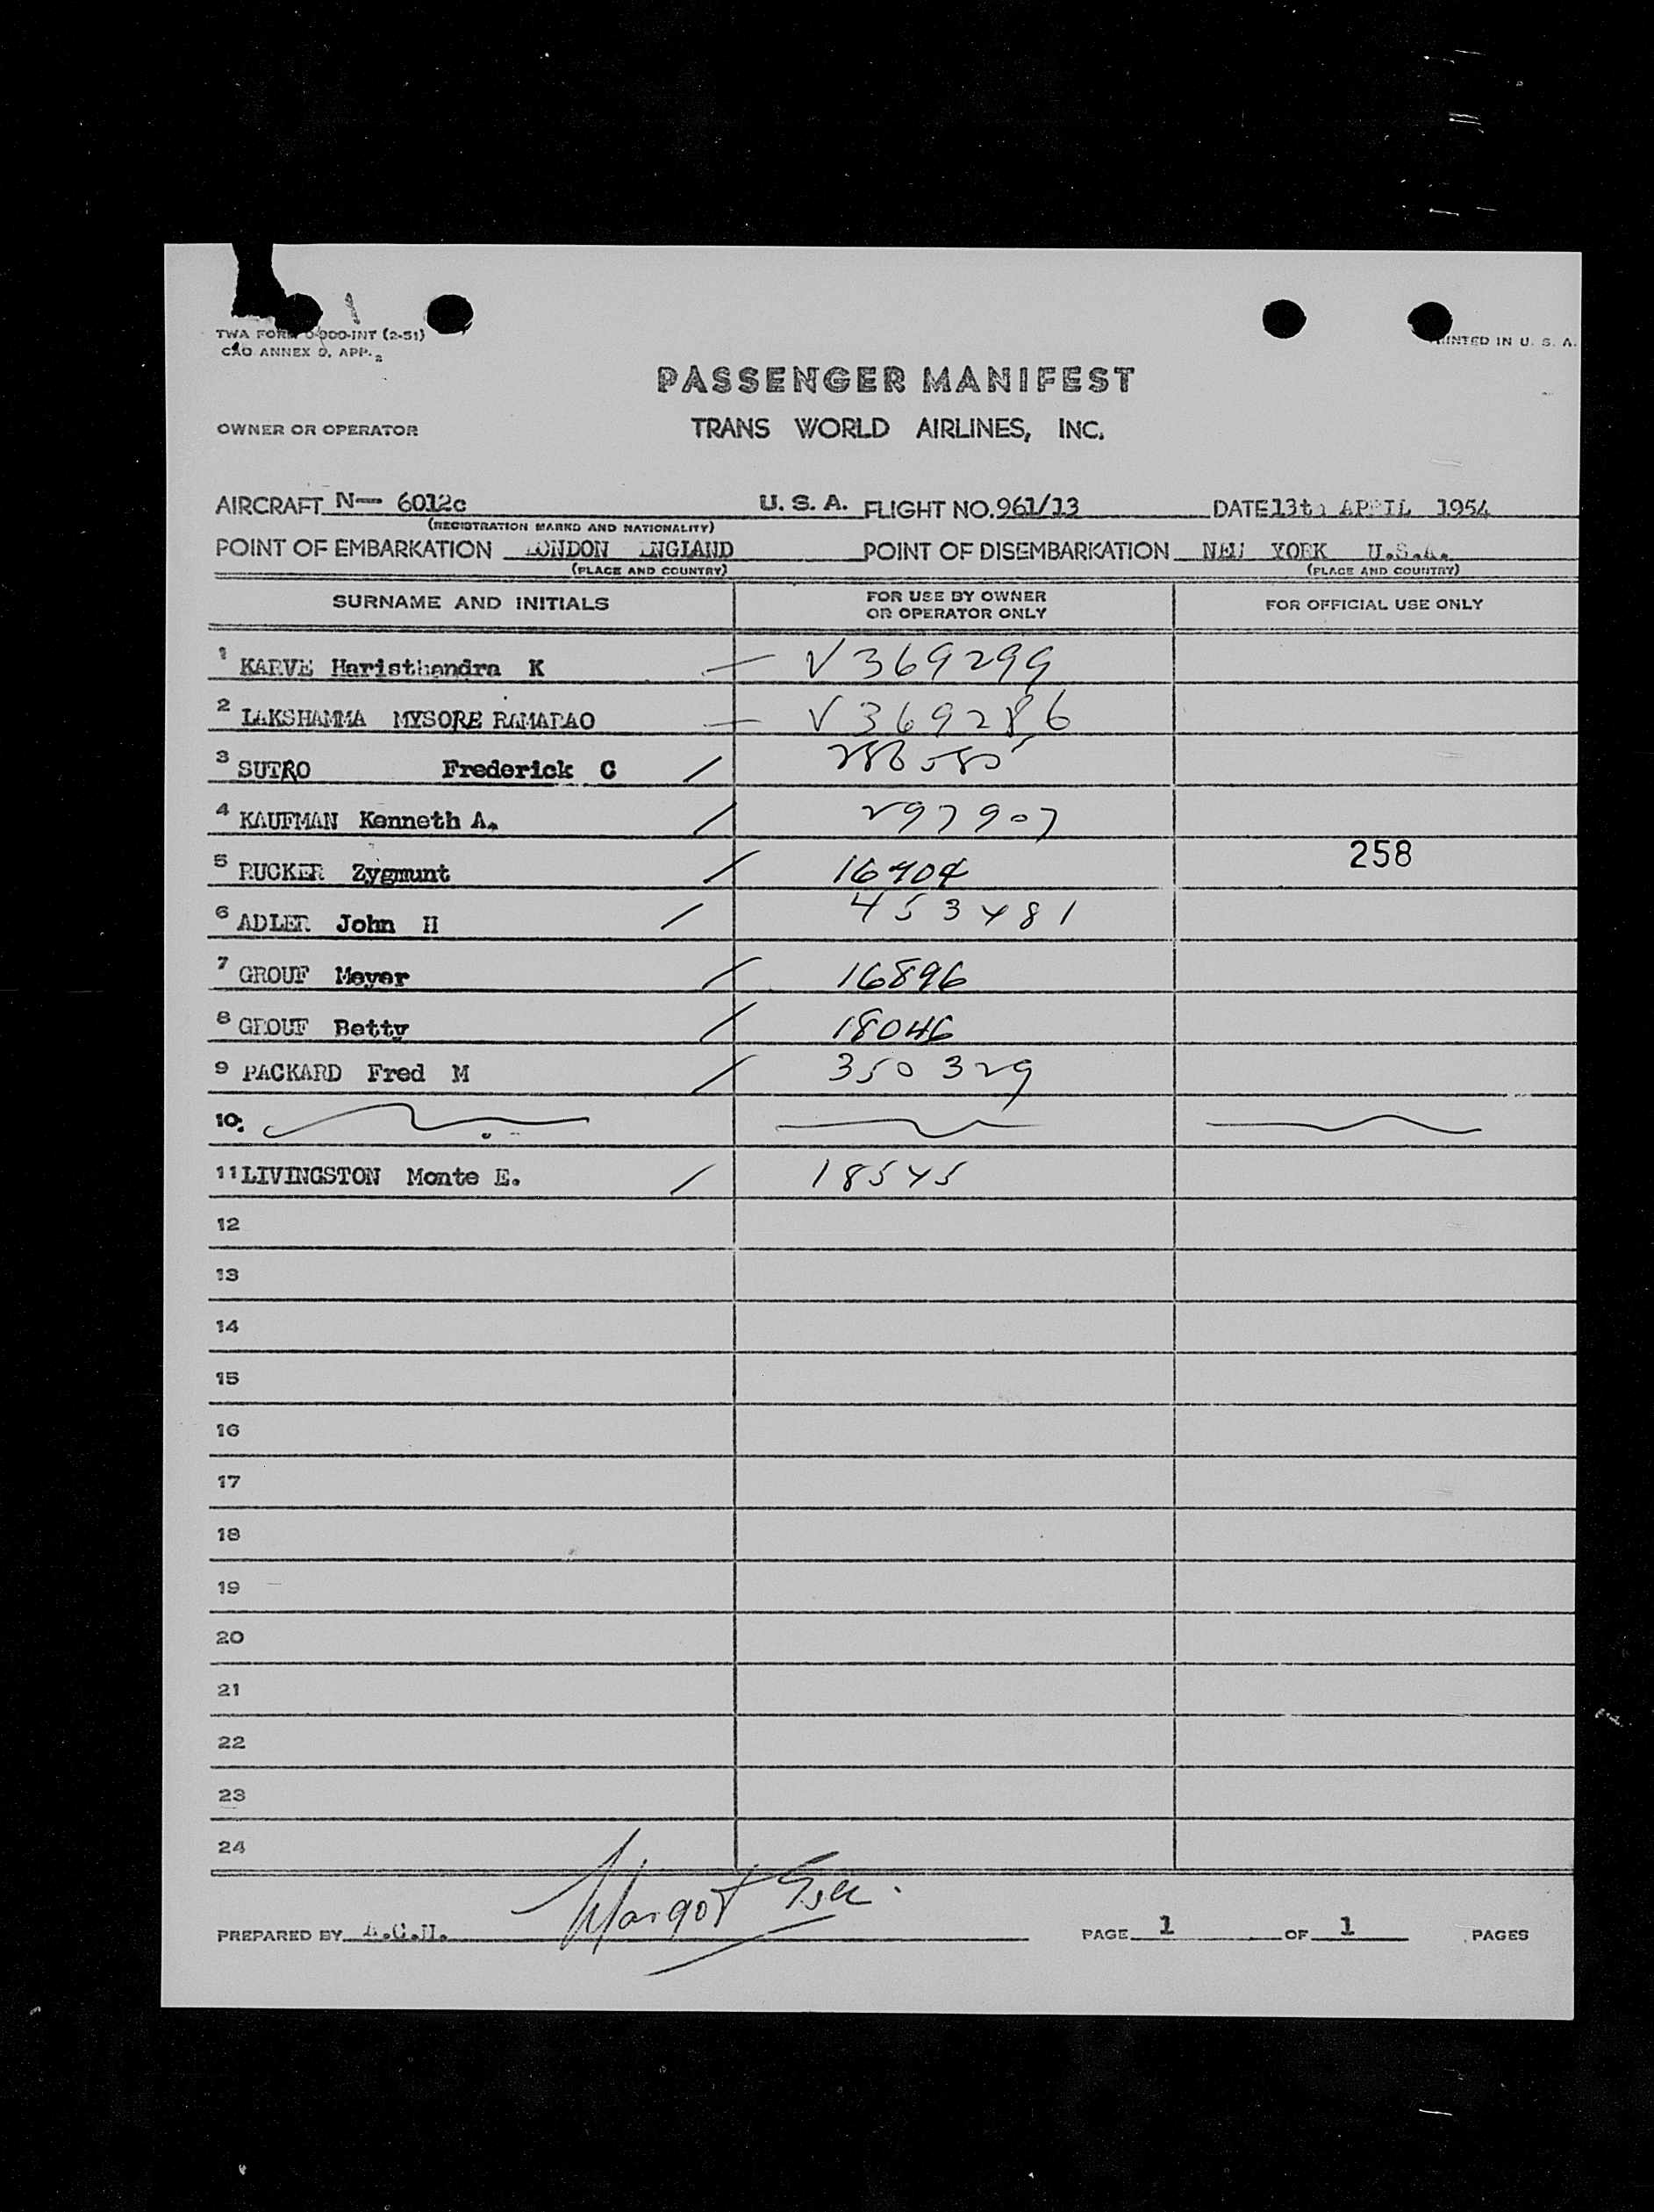 TWA FORM 0-900-INT (2-51)
CAO ANNEX 9, APP. 2
PRINTED IN U. S. A.
PASSENGER MANIFEST
OWNER OR OPERATOR
TRANS WORLD AIRLINES, INC.
AIRCRAFT N— 6012c U. S. A. FLIGHT NO. 961/13 DATE 13th APRIL 1954
(REGISTRATION MARKS AND NATIONALITY)
POINT OF EMBARKATION LONDON ENGLAND POINT OF DISEMBARKATION NEW YORK U.S.A.
(PLACE AND COUNTRY) (PLACE AND COUNTRY)
SURNAME AND INITIALS FOR USE BY OWNER OR OPERATOR ONLY FOR OFFICIAL USE ONLY
1 KARVE Haristhandra K — V369299
2 LAKSHAMMA MYSORE RAMARAO — V369286
3 SUTRO Frederick C / 286585
4 KAUFMAN Kenneth A. / 297907
258
5 RUCKER Zygmunt / 16404
6 ADLER John H / 453481
7 GROUF Meyer / 16896
8 GROUF Betty / 18046
9 PACKARD Fred M / 350329
10.
11 LIVINGSTON Monte E. / 18545
12
13
14
15
16
17
18
19
20
21
22
23
24
Margot
PREPARED BY A.C.H. PAGE 1 OF 1 PAGES